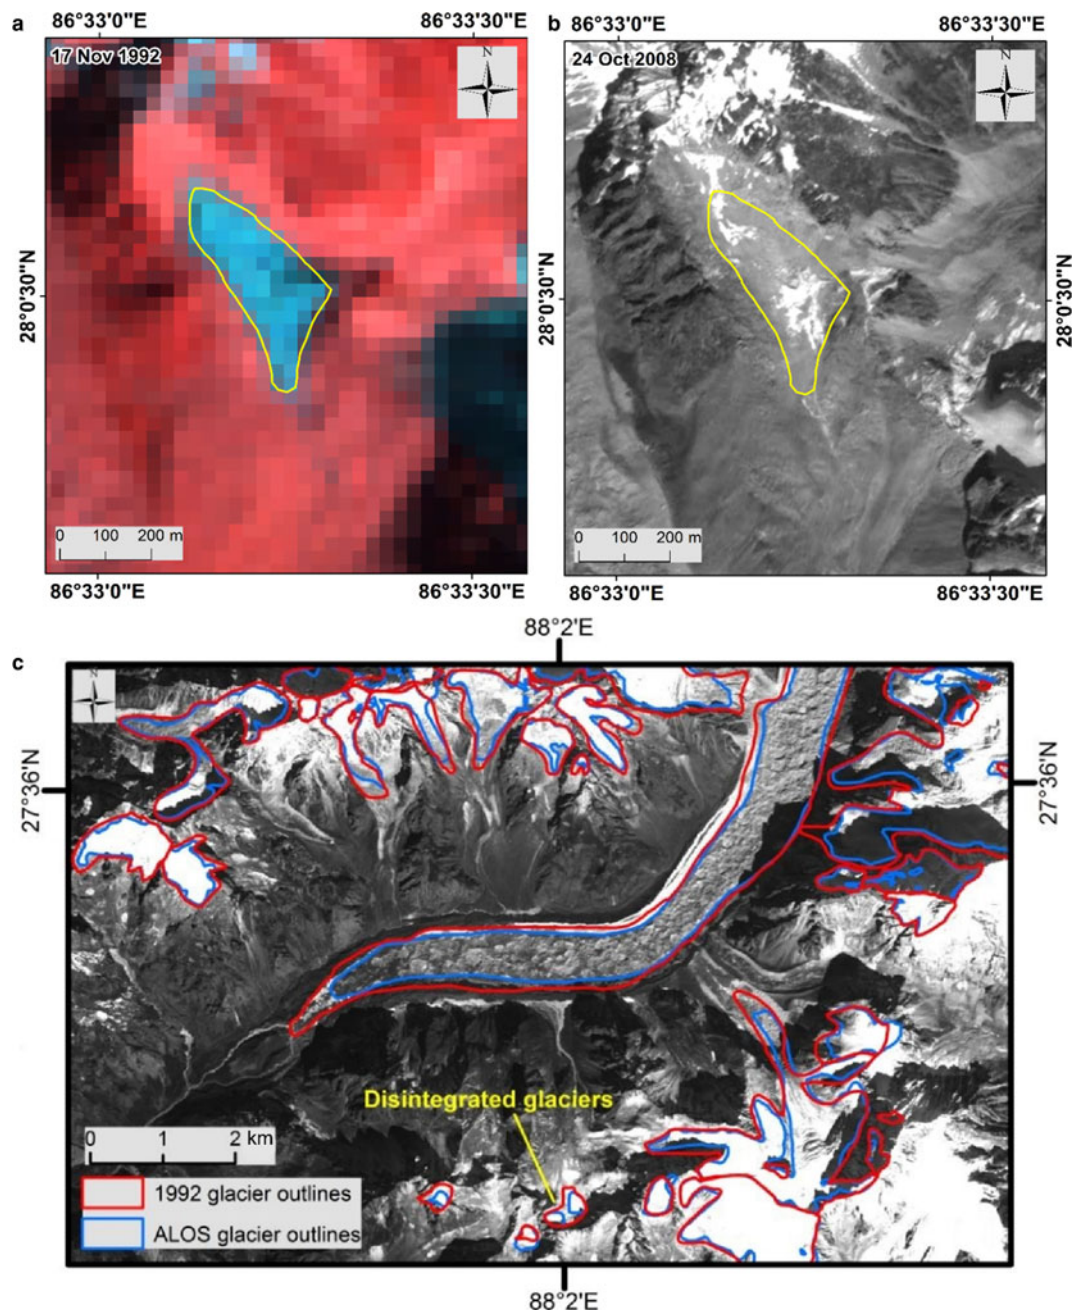 a
86°33'0"E
86°33'30"E
b
86°33'0"E
86°33'30"E
17 Nov 1992
N
24 Oct 2008
N
28°0'30"N
28°0'30"N
28°0'30"N
0 100 200 m
0 100 200 m
86°33'0"E
86°33'30"E
86°33'0"E
86°33'30"E
88°2'E
c
N
27°36'N
27°36'N
Disintegrated glaciers
0 1 2 km
1992 glacier outlines
ALOS glacier outlines
88°2'E